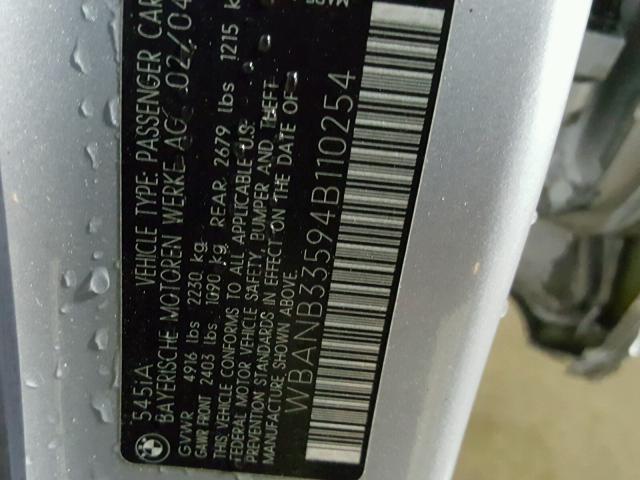 545iA
VEHICLE TYPE: PASSENGER CAR
BAYERISCHE MOTOREN WERKE AG 02/04
GVWR 4916 lbs 2230 kg
GAWR FRONT 2403 lbs 1090 kg REAR 2679 lbs 1215 kg
THIS VEHICLE CONFORMS TO ALL APPLICABLE U.S.
FEDERAL MOTOR VEHICLE SAFETY, BUMPER AND THEFT
PREVENTION STANDARDS IN EFFECT ON THE DATE OF
MANUFACTURE SHOWN ABOVE.
WBANB33594B110254